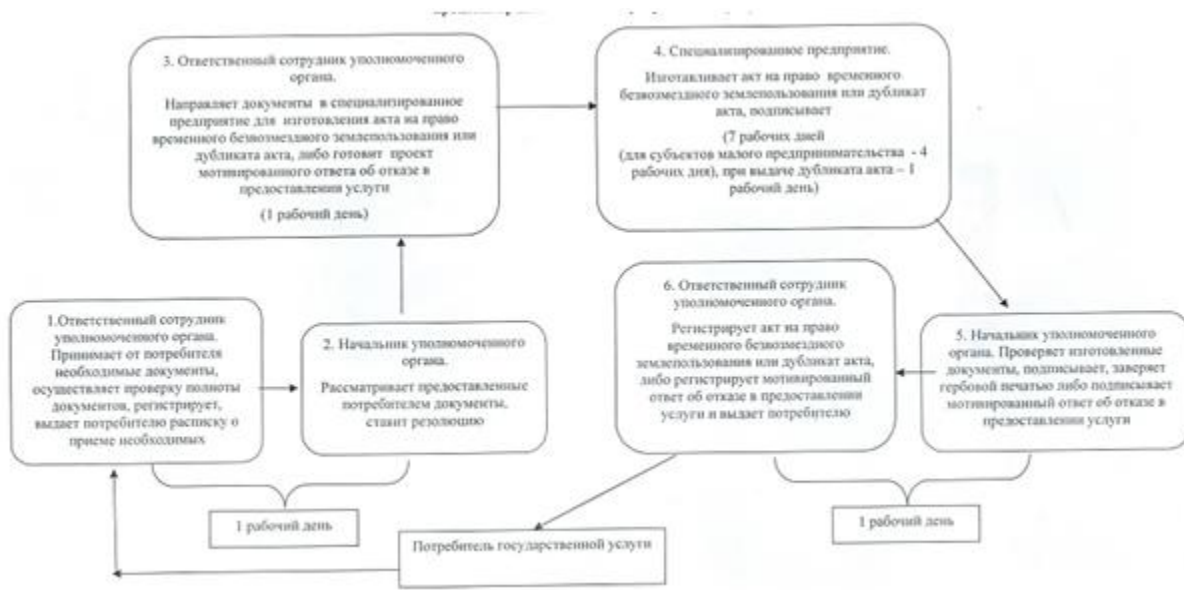 3. Ответственный сотрудник уполномоченного
органа.
Направляет документы в специализированное
предприятие для изготовления акта на право
временного безвозмездного землепользования или
дубликата акта, либо готовит проект
мотивированного ответа об отказе в
предоставлении услуги
(1 рабочий день)
4. Специализированное предприятие.
Изготавливает акт на право временного
безвозмездного землепользования или дубликат
акта, подписывает
(7 рабочих дней
(для субъектов малого предпринимательства - 4
рабочих дня), при выдаче дубликата акта – 1
рабочий день)
1.Ответственный сотрудник
уполномоченного органа.
Принимает от потребителя
необходимые документы,
осуществляет проверку полноты
документов, регистрирует,
выдает потребителю расписку о
приеме необходимых
2. Начальник уполномоченного
органа.
Рассматривает предоставленные
потребителем документы,
ставит резолюцию
6. Ответственный сотрудник
уполномоченного органа.
Регистрирует акт на право
временного безвозмездного
землепользования или дубликат акта,
либо регистрирует мотивированный
ответ об отказе в предоставлении
услуги и выдает потребителю
5. Начальник уполномоченного
органа. Проверяет изготовленные
документы, подписывает, заверяет
гербовой печатью либо подписывает
мотивированный ответ об отказе в
предоставлении услуги
1 рабочий день
1 рабочий день
Потребитель государственной услуги